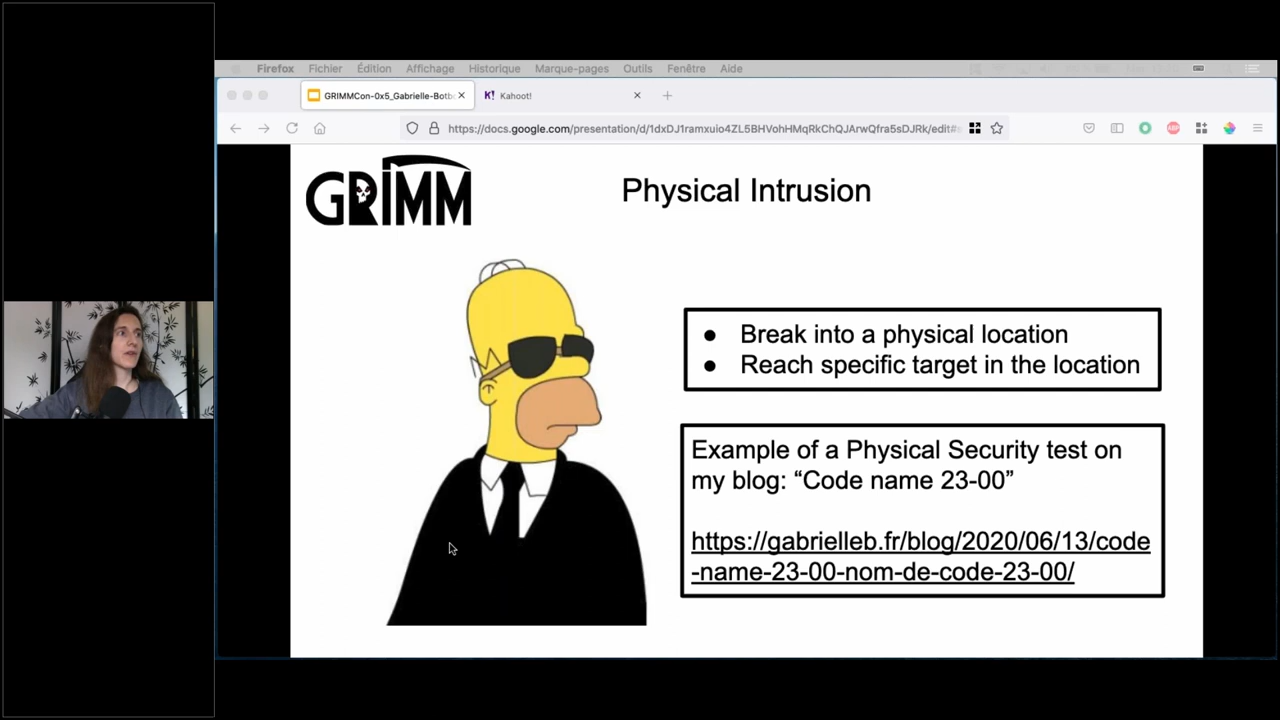 Firefox Fichier Édition Affichage Historique Marque-pages Outils Fenêtre Aide
GRIMMCon-0x5_Gabrielle-Botbo
K! Kahoot!
https://docs.google.com/presentation/d/1dxDJ1ramxuio4ZL5BHVohHMqRkChQJArwQfra5sDJRk/edit#
GRIMM
Physical Intrusion
● Break into a physical location
● Reach specific target in the location
Example of a Physical Security test on
my blog: “Code name 23-00”
https://gabrielleb.fr/blog/2020/06/13/code
-name-23-00-nom-de-code-23-00/